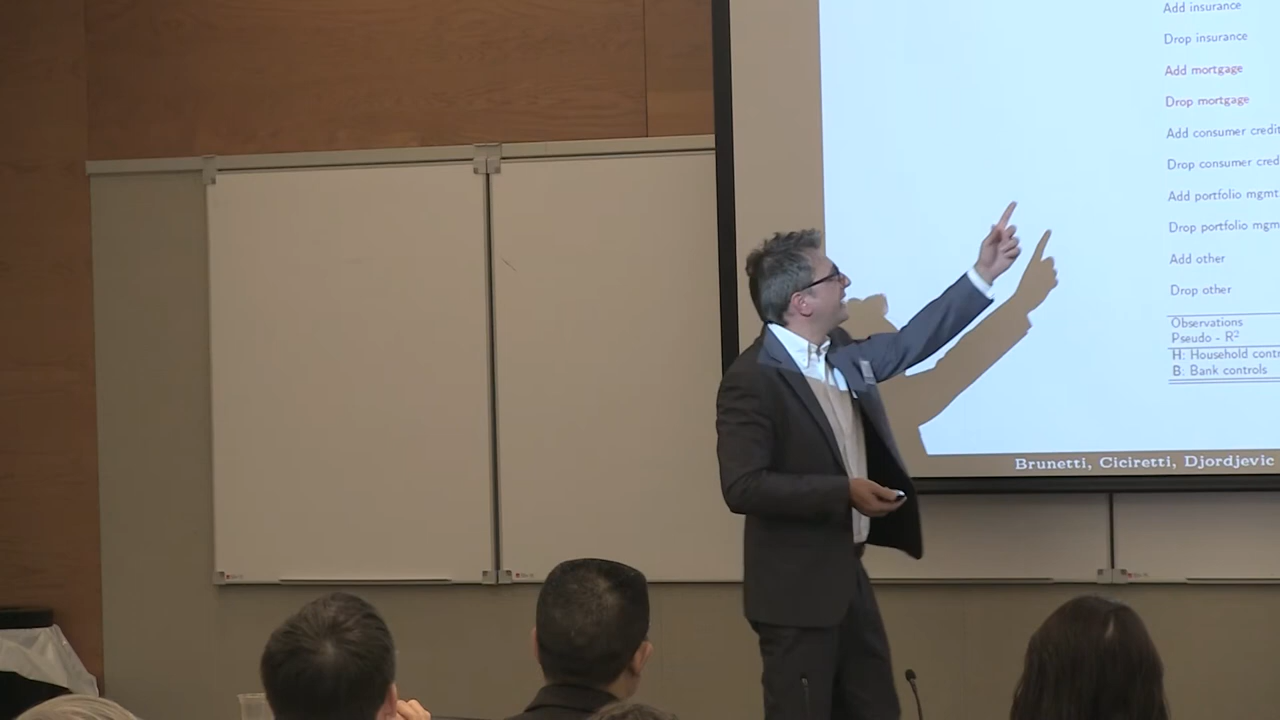 Add insurance
Drop insurance
Add mortgage
Drop mortgage
Add consumer credit
Drop consumer cred
Add portfolio mgmt
Drop portfolio mgm
Add other
Drop other
Observations
Pseudo - R²
H: Household contr
B: Bank controls
Brunetti, Ciciretti, Djordjevic